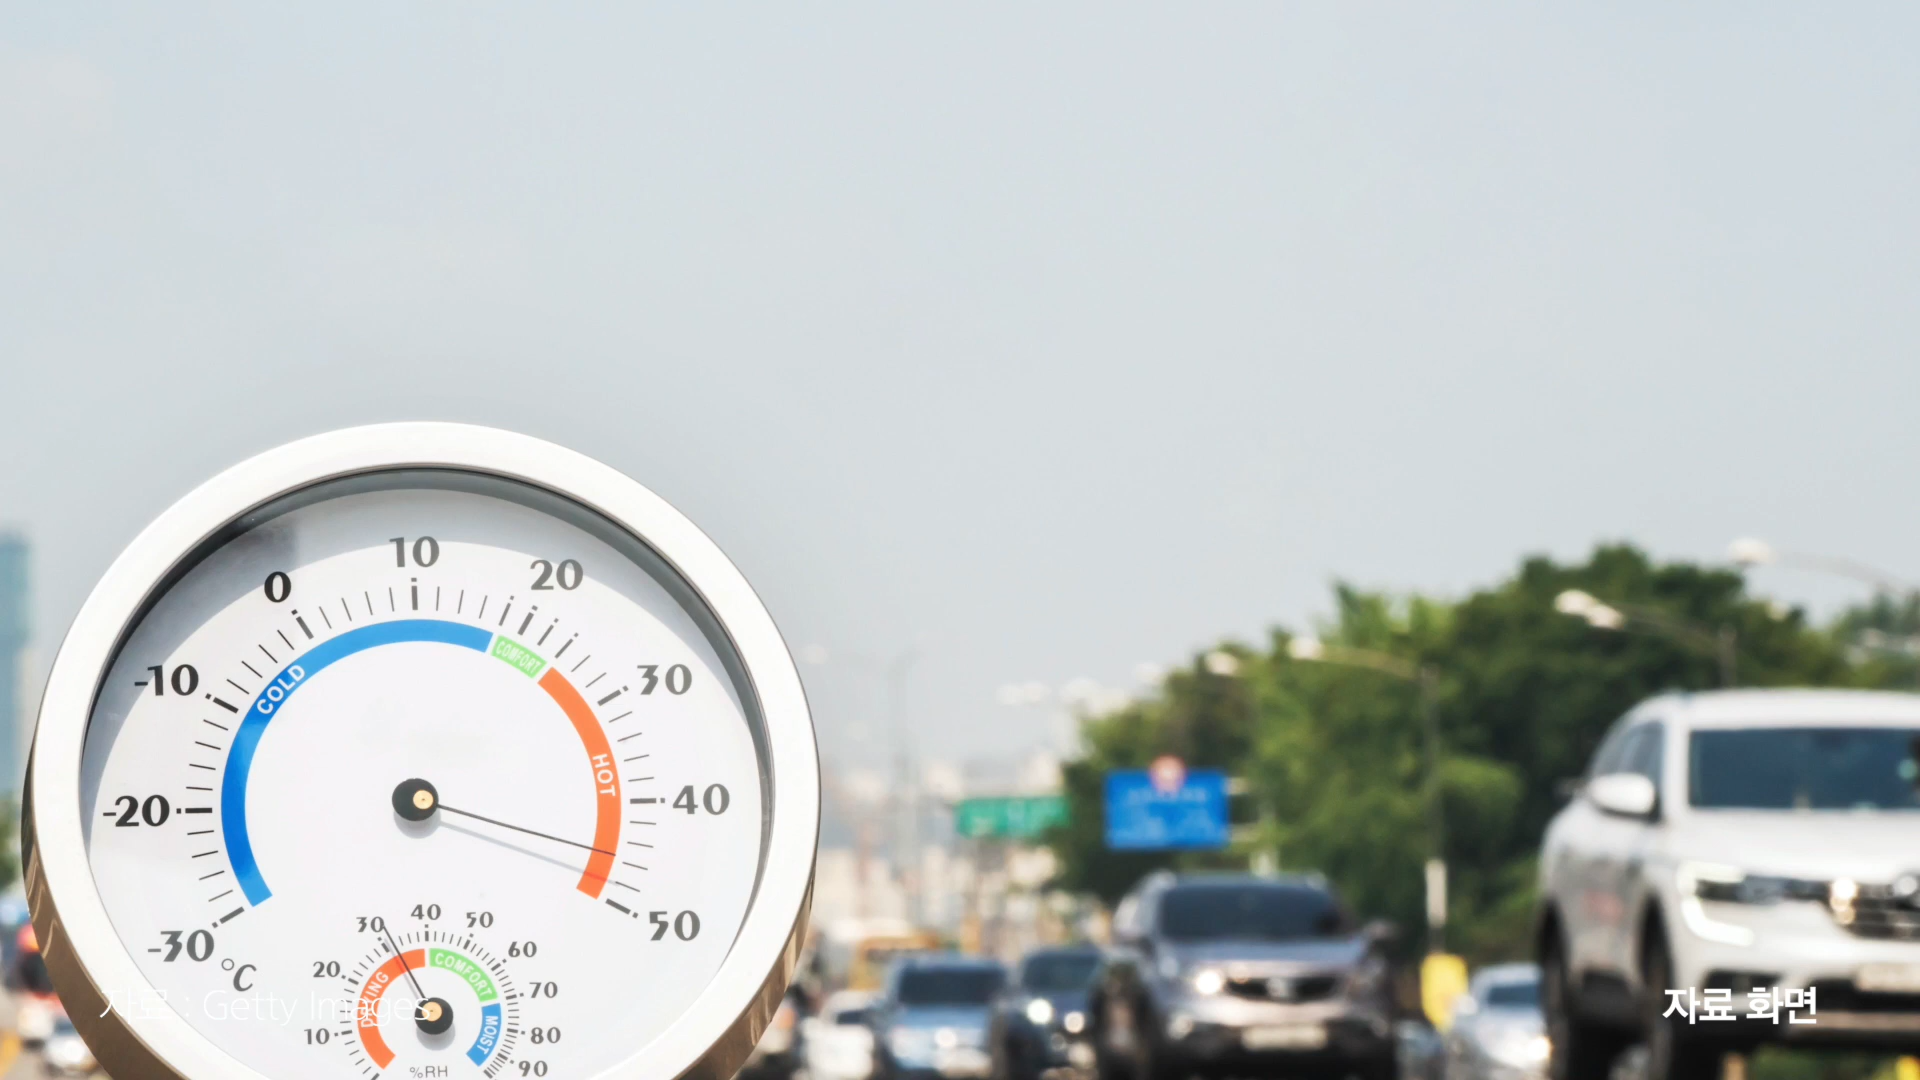 10
0
20
-10
COLD
COMFORT
30
HOT
-20
40
-30
50
°C
30
40
50
20
60
COMFORT
70
10
MOIST
80
90
%RH
자료 : Getty Images
자료 화면